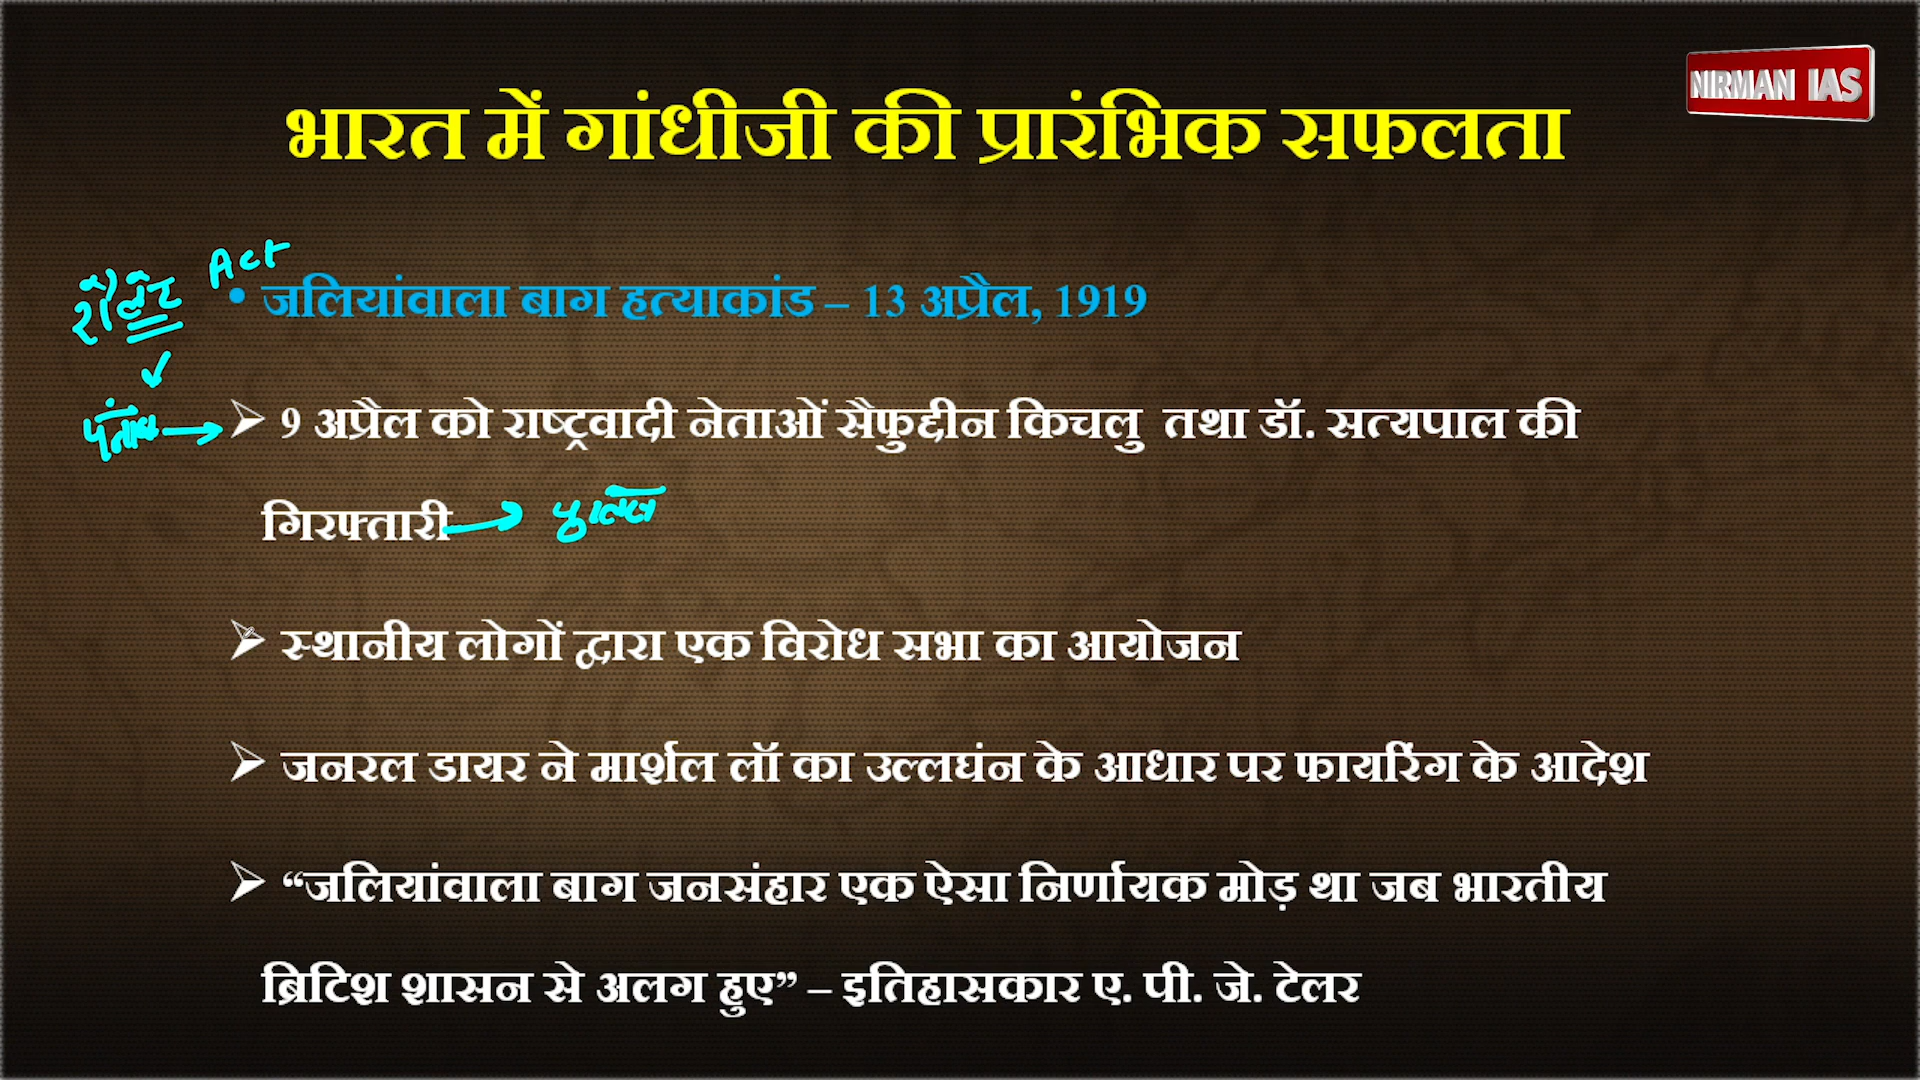 NIRMAN IAS
भारत में गांधीजी की प्रारंभिक सफलता
रॉलेट Act
• जलियांवाला बाग हत्याकांड – 13 अप्रैल, 1919
पंजाब → ➢ 9 अप्रैल को राष्ट्रवादी नेताओं सैफुद्दीन किचलु तथा डॉ. सत्यपाल की
गिरफ्तारी →
➢ स्थानीय लोगों द्वारा एक विरोध सभा का आयोजन
➢ जनरल डायर ने मार्शल लॉ का उल्लघंन के आधार पर फायरिंग के आदेश
➢ “जलियांवाला बाग जनसंहार एक ऐसा निर्णायक मोड़ था जब भारतीय
ब्रिटिश शासन से अलग हुए” – इतिहासकार ए. पी. जे. टेलर